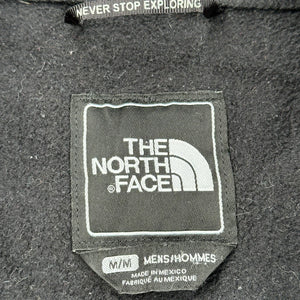 NEVER STOP EXPLORING
THE
NORTH
®FACE
M/M MENS/HOMMES
MADE IN MEXICO
FABRIQUÉ AU MEXIQUE